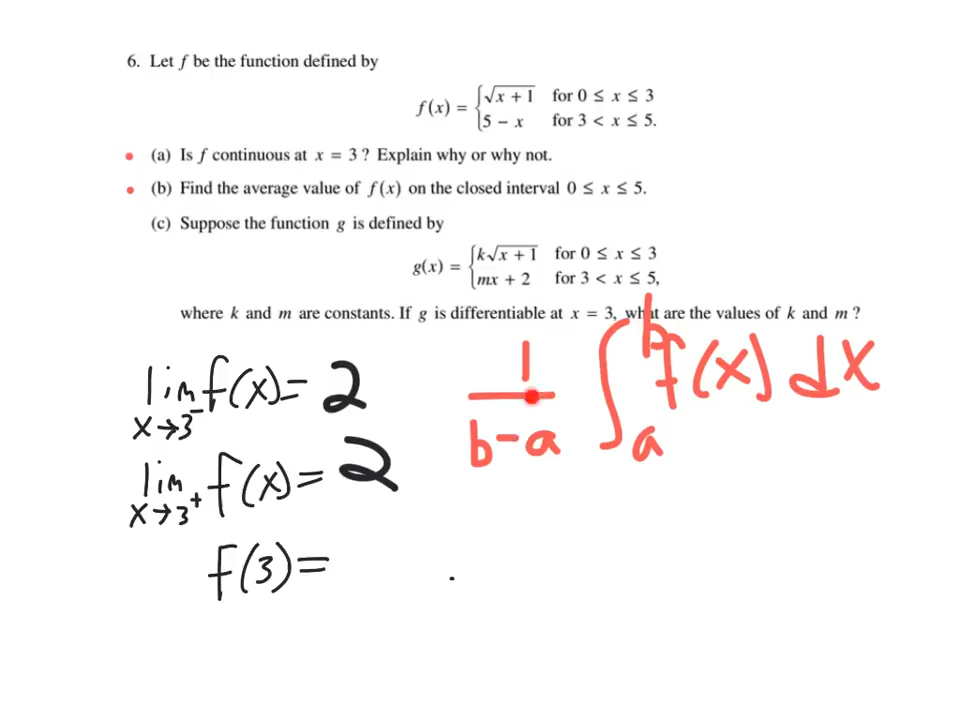 6. Let f be the function defined by
f(x) = {√x + 1 for 0 ≤ x ≤ 3
5 − x for 3 < x ≤ 5.
(a) Is f continuous at x = 3 ? Explain why or why not.
(b) Find the average value of f(x) on the closed interval 0 ≤ x ≤ 5.
(c) Suppose the function g is defined by
g(x) = {k√x + 1 for 0 ≤ x ≤ 3
mx + 2 for 3 < x ≤ 5,
where k and m are constants. If g is differentiable at x = 3, what are the values of k and m ?
lim f(x) = 2
x→3⁻
lim f(x) = 2
x→3⁺
f(3) =
1
b−a
∫ b
f(x) dx
a